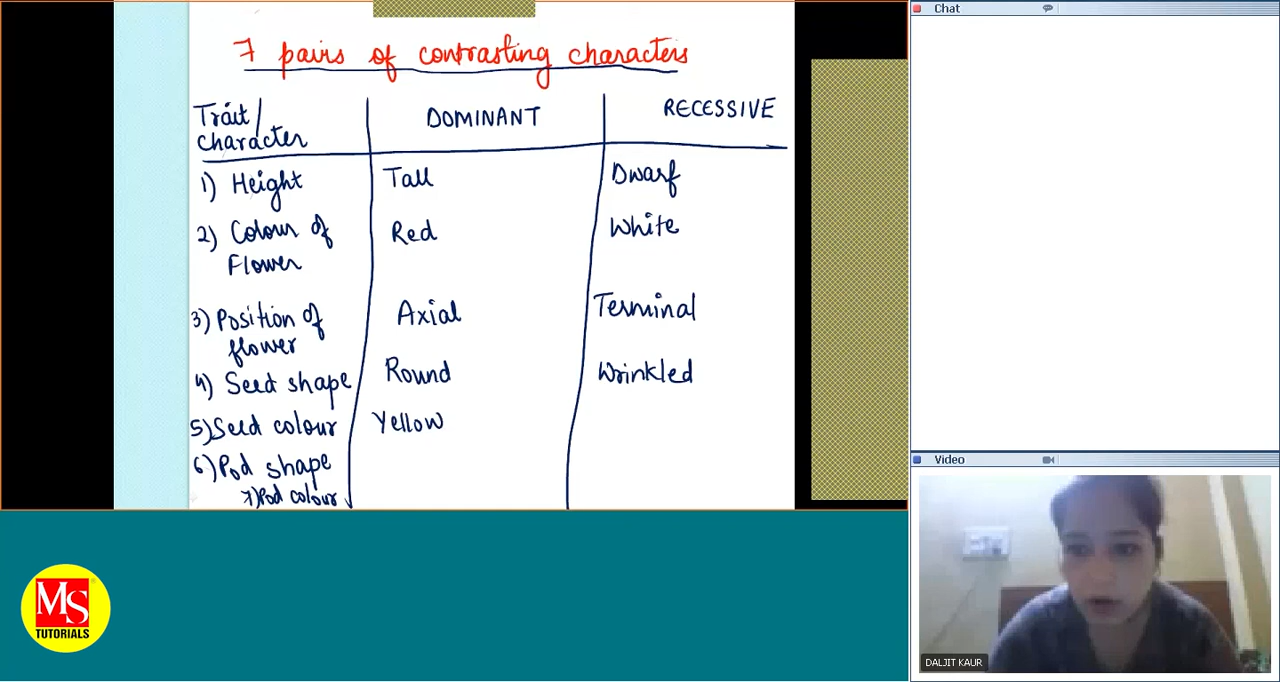 7 pairs of contrasting characters
Trait/ DOMINANT RECESSIVE
character
1) Height Tall Dwarf
2) Colour of Red White
Flower
3) Position of Axial Terminal
flower
4) Seed shape Round Wrinkled
5) Seed colour Yellow
6) Pod shape
7) Pod colour
MS
TUTORIALS
Chat
Video
DALJIT KAUR